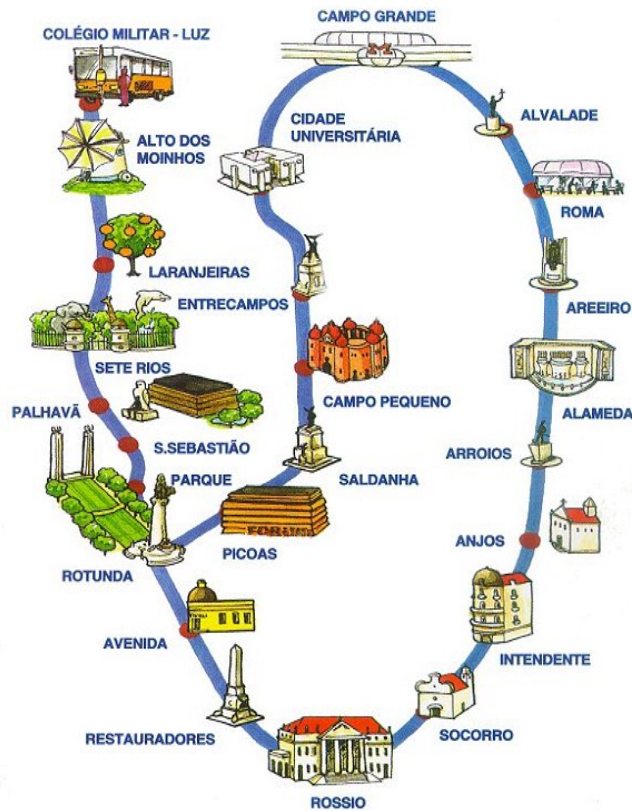 CAMPO GRANDE
COLÉGIO MILITAR - LUZ
ALVALADE
CIDADE
UNIVERSITÁRIA
ALTO DOS
MOINHOS
ROMA
LARANJEIRAS
ENTRECAMPOS
AREEIRO
SETE RIOS
CAMPO PEQUENO
PALHAVÃ
ALAMEDA
S.SEBASTIÃO
ARROIOS
PARQUE
SALDANHA
FORUM
PICOAS
ANJOS
ROTUNDA
AVENIDA
INTENDENTE
RESTAURADORES
SOCORRO
ROSSIO